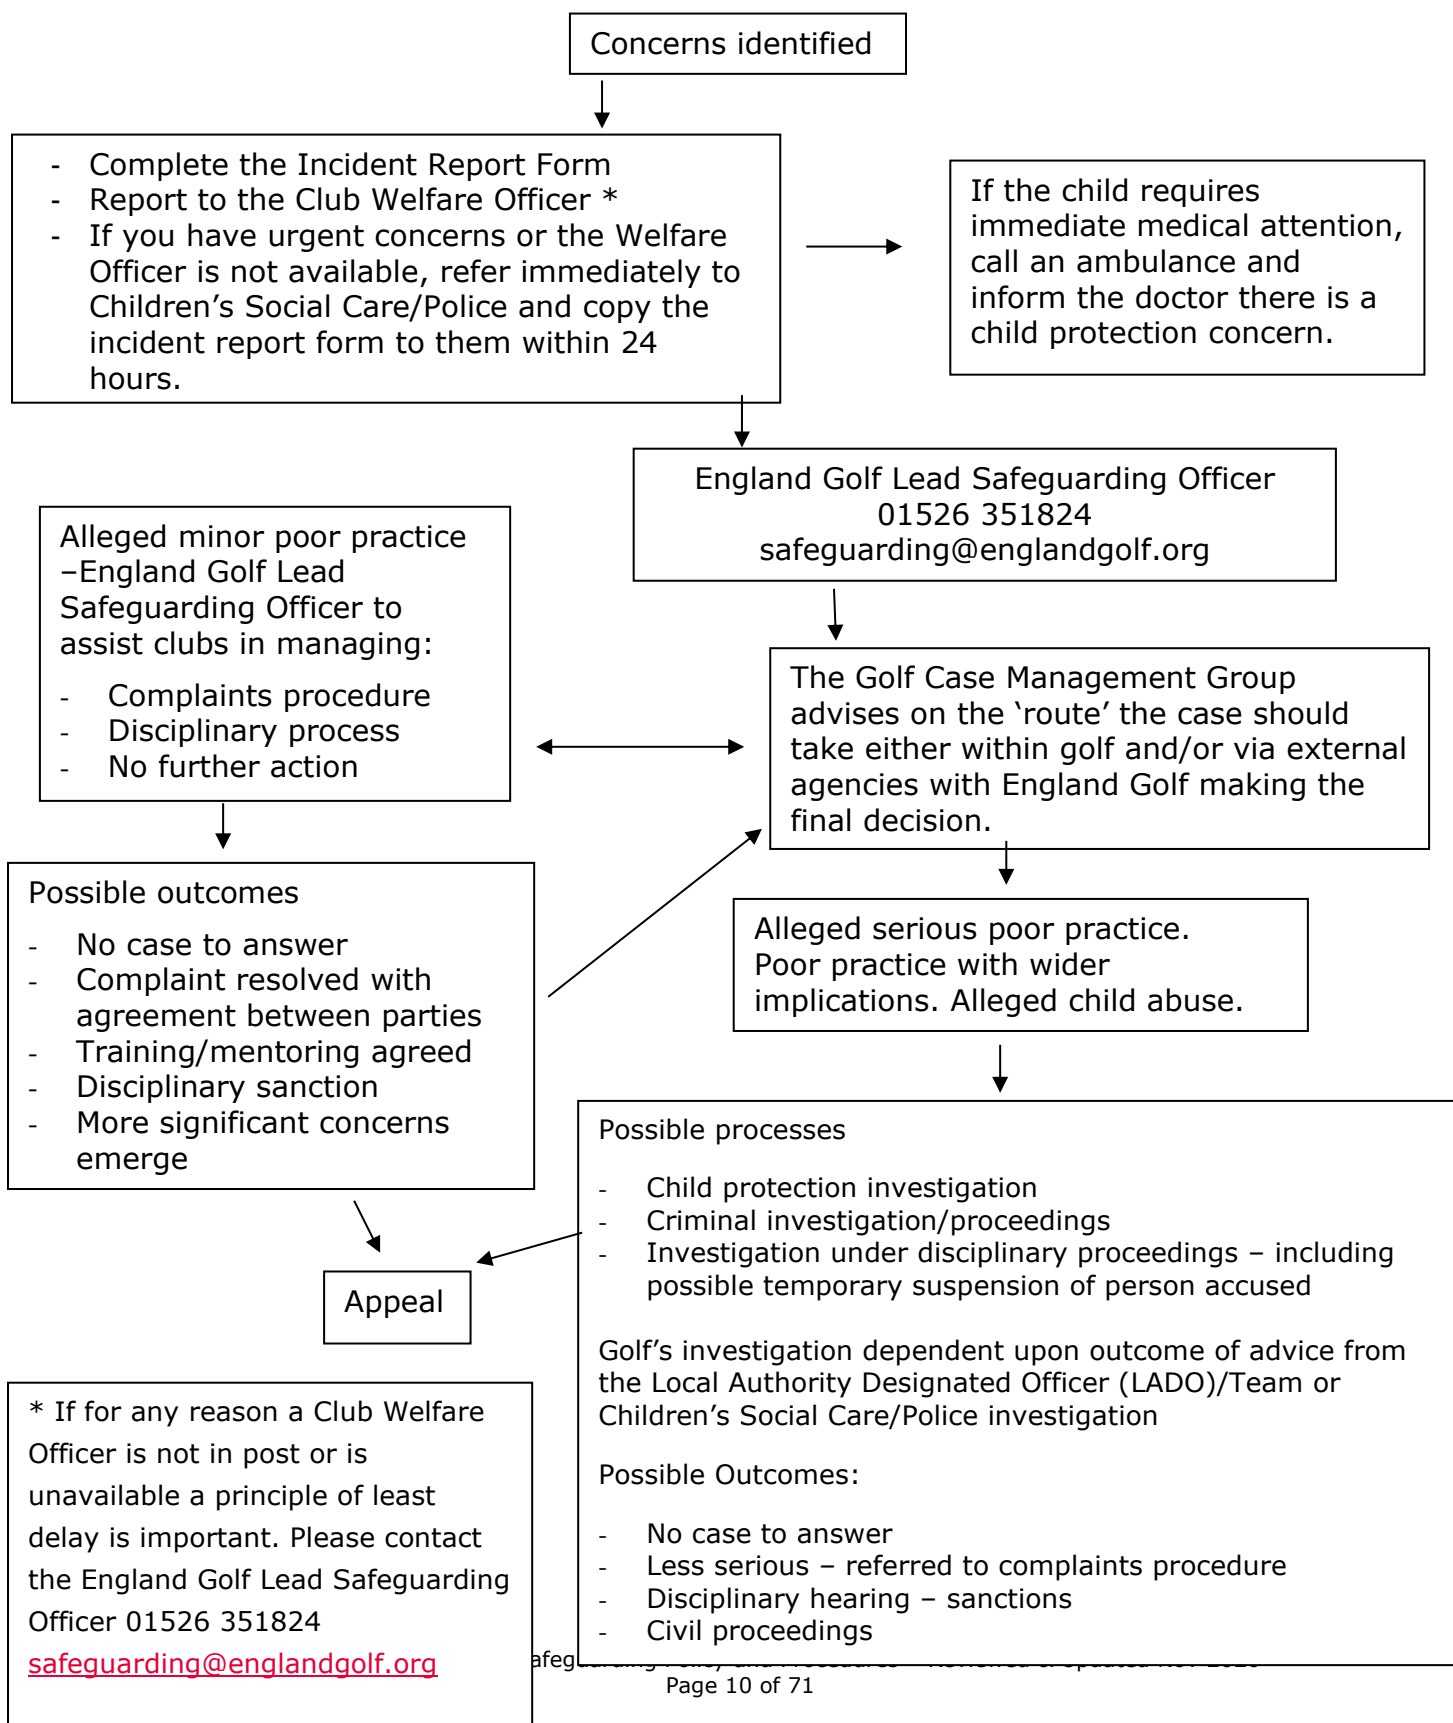 Concerns identified
- Complete the Incident Report Form
- Report to the Club Welfare Officer *
- If you have urgent concerns or the Welfare
Officer is not available, refer immediately to
Children’s Social Care/Police and copy the
incident report form to them within 24
hours.
If the child requires
immediate medical attention,
call an ambulance and
inform the doctor there is a
child protection concern.
England Golf Lead Safeguarding Officer
01526 351824
safeguarding@englandgolf.org
Alleged minor poor practice
–England Golf Lead
Safeguarding Officer to
assist clubs in managing:
- Complaints procedure
- Disciplinary process
- No further action
The Golf Case Management Group
advises on the ‘route’ the case should
take either within golf and/or via external
agencies with England Golf making the
final decision.
Possible outcomes
- No case to answer
- Complaint resolved with
agreement between parties
- Training/mentoring agreed
- Disciplinary sanction
- More significant concerns
emerge
Alleged serious poor practice.
Poor practice with wider
implications. Alleged child abuse.
Possible processes
- Child protection investigation
- Criminal investigation/proceedings
- Investigation under disciplinary proceedings – including
possible temporary suspension of person accused
Golf’s investigation dependent upon outcome of advice from
the Local Authority Designated Officer (LADO)/Team or
Children’s Social Care/Police investigation
Possible Outcomes:
- No case to answer
- Less serious – referred to complaints procedure
- Disciplinary hearing – sanctions
- Civil proceedings
Appeal
* If for any reason a Club Welfare
Officer is not in post or is
unavailable a principle of least
delay is important. Please contact
the England Golf Lead Safeguarding
Officer 01526 351824
safeguarding@englandgolf.org
Page 10 of 71